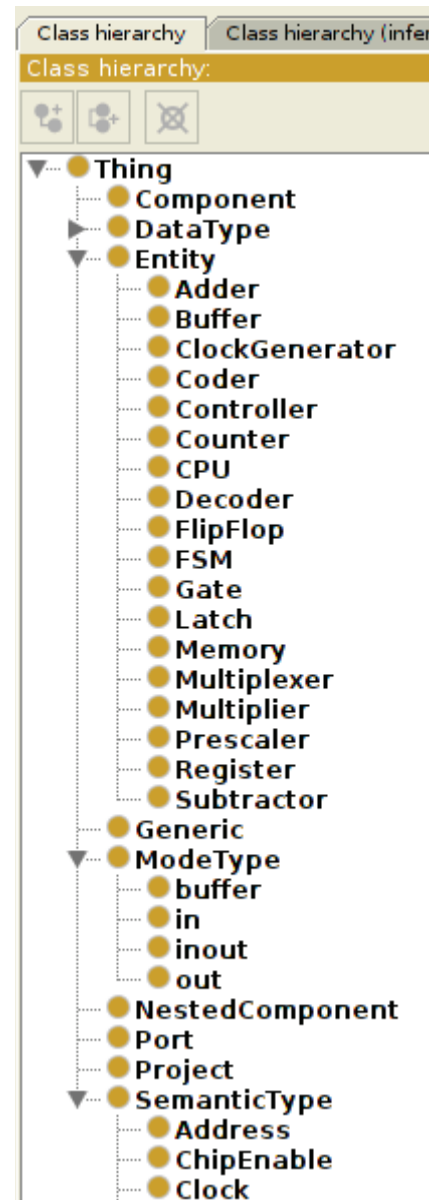 Class hierarchy Class hierarchy (infer
Class hierarchy:
Thing
Component
DataType
Entity
Adder
Buffer
ClockGenerator
Coder
Controller
Counter
CPU
Decoder
FlipFlop
FSM
Gate
Latch
Memory
Multiplexer
Multiplier
Prescaler
Register
Subtractor
Generic
ModeType
buffer
in
inout
out
NestedComponent
Port
Project
SemanticType
Address
ChipEnable
Clock